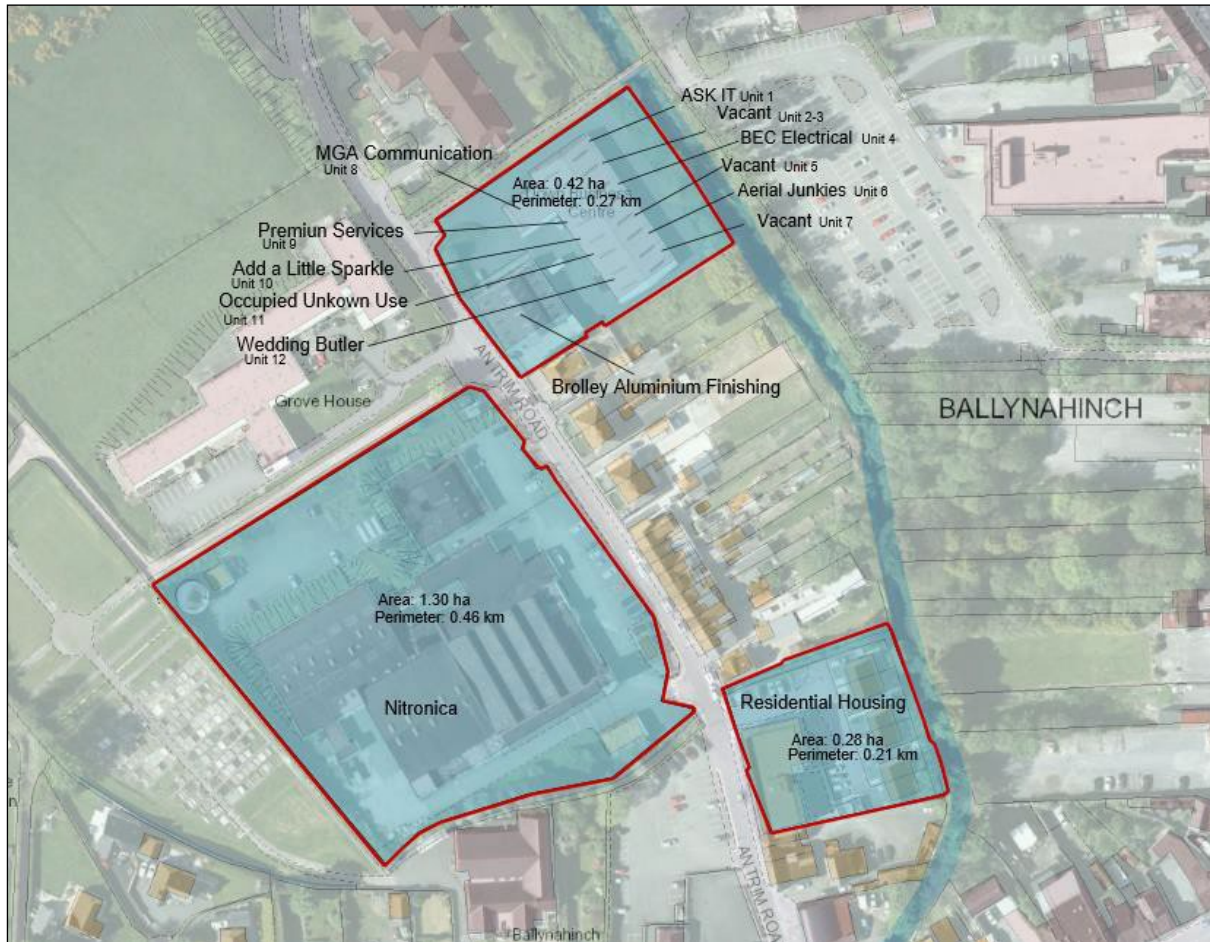 ASK IT Unit 1
Vacant Unit 2-3
BEC Electrical Unit 4
MGA Communication
Unit 8
Vacant Unit 5
Area: 0.42 ha
Perimeter: 0.27 km
Centre
Aerial Junkies Unit 6
Vacant Unit 7
Premiun Services
Unit 9
Add a Little Sparkle
Unit 10
Occupied Unkown Use
Unit 11
Wedding Butler
Unit 12
Brolley Aluminium Finishing
ANTRIM ROAD
Grove House
BALLYNAHINCH
Area: 1.30 ha
Perimeter: 0.46 km
Nitronica
Residential Housing
Area: 0.28 ha
Perimeter: 0.21 km
ANTRIM ROAD
Ballynahinch